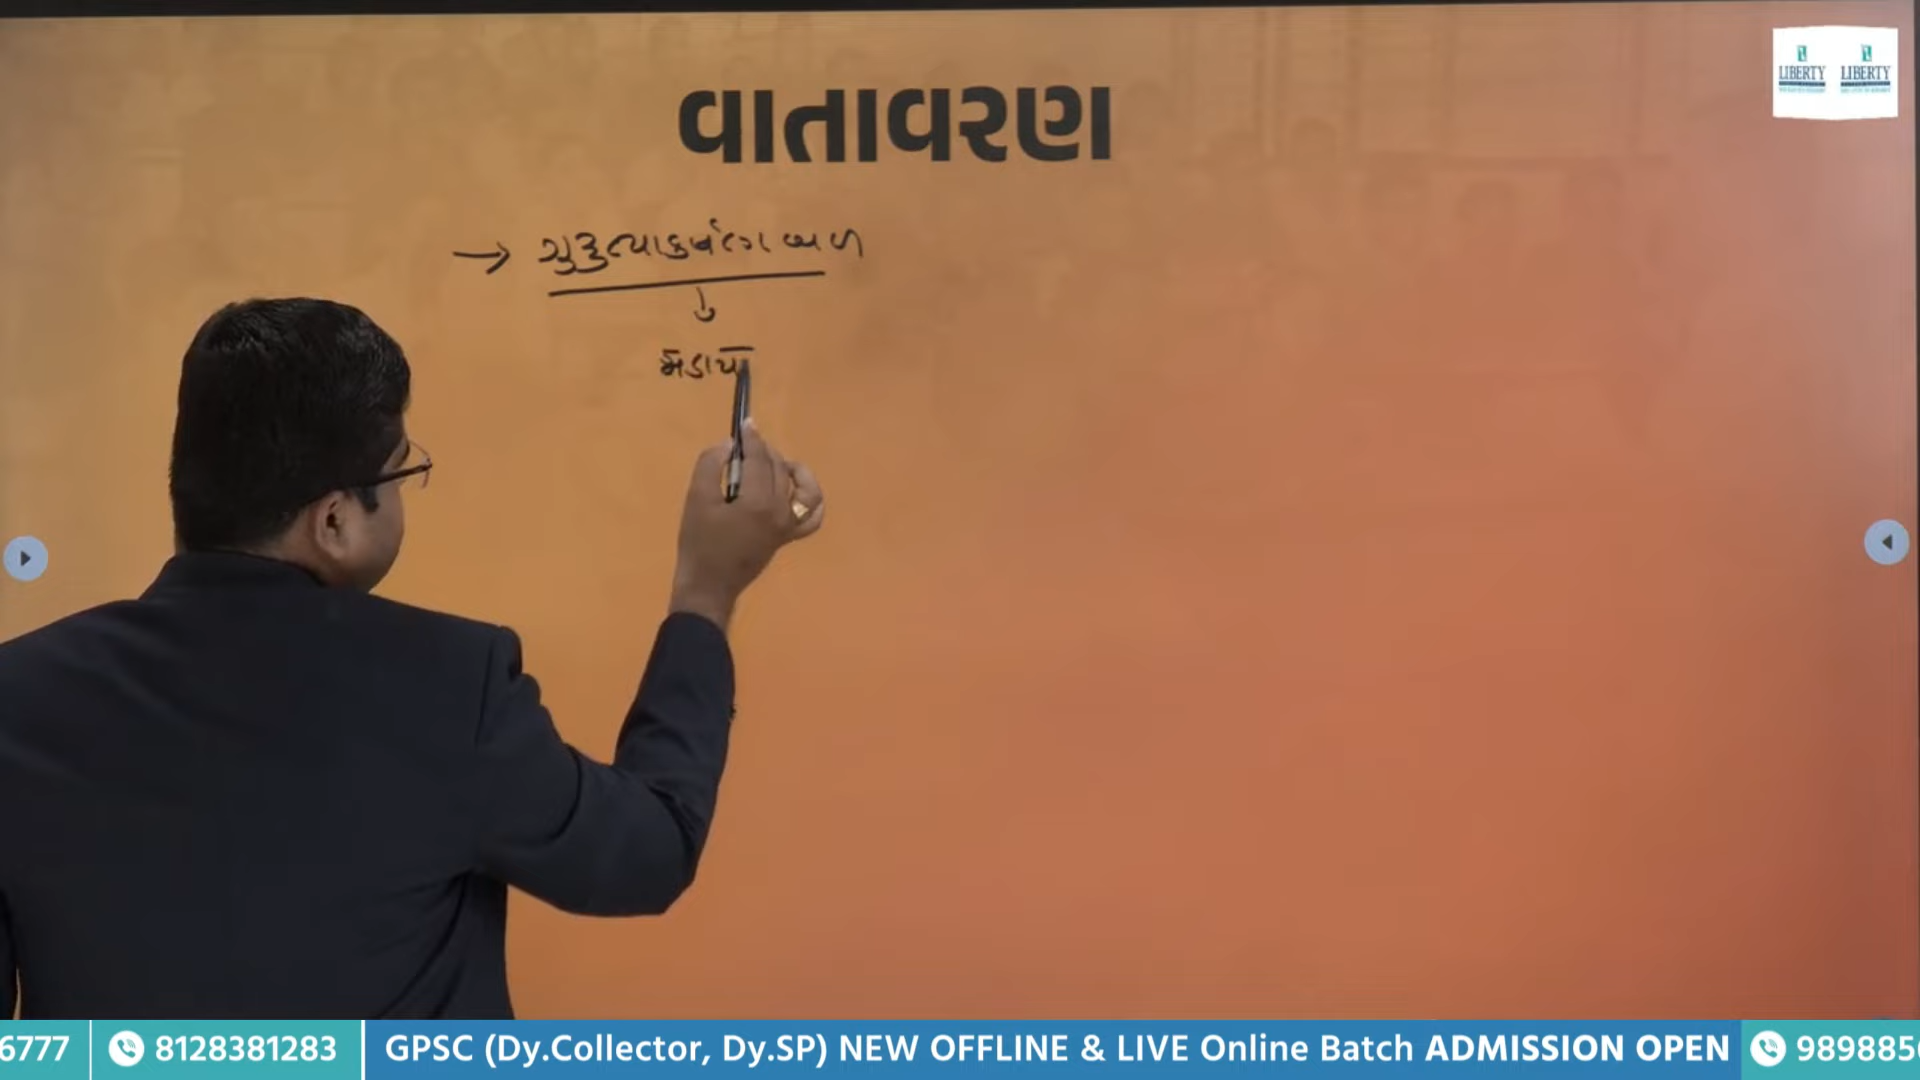 વાતાવરણ
LIBERTY LIBERTY
→ ગુરુત્વાકર્ષણ બળ
6777
8128381283
GPSC (Dy.Collector, Dy.SP) NEW OFFLINE & LIVE Online Batch ADMISSION OPEN
989885